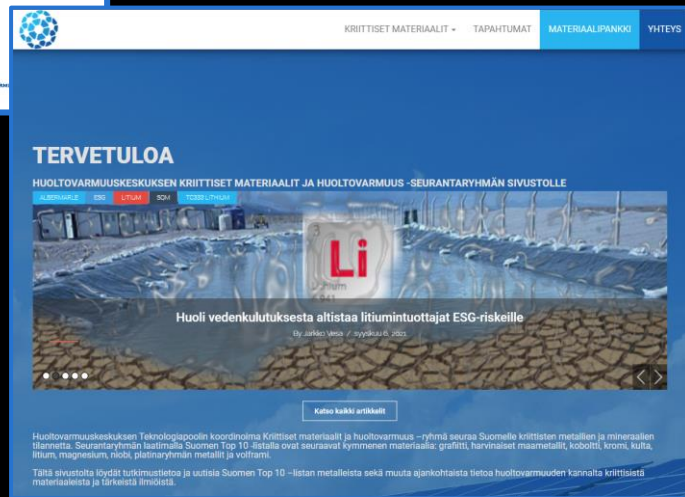 KRIITTISET MATERIAALIT
TAPAHTUMAT
MATERIAALIPANKKI
YHTEYS
TERVETULOA
HUOLTOVARMUUSKESKUKSEN KRIITTISET MATERIAALIT JA HUOLTOVARMUUS -SEURANTARYHMÄN SIVUSTOLLE
ALBERMARLE
ESG
LITIUM
SQM
3
Li
Lithium
Huoli vedenkulutuksesta altistaa litiumintuottajat ESG-riskeille
By Jarkko Vesa / syyskuu 6, 2021
Katso kaikki artikkelit
Huoltovarmuuskeskuksen Teknologiapoolin koordinoima Kriittiset materiaalit ja huoltovarmuus –ryhmä seuraa Suomelle kriittisten metallien ja mineraalien
tilannetta. Seurantaryhmän laatimalla Suomen Top 10 -listalla ovat seuraavat kymmenen materiaalia: grafiitti, harvinaiset maametallit, koboltti, kromi, kulta,
litium, magnesium, niobi, platinaryhmän metallit ja volframi.
Tältä sivustolta löydät tutkimustietoa ja uutisia Suomen Top 10 –listan metalleista sekä muuta ajankohtaista tietoa huoltovarmuuden kannalta kriittisistä
materiaaleista ja tärkeistä ilmiöistä.